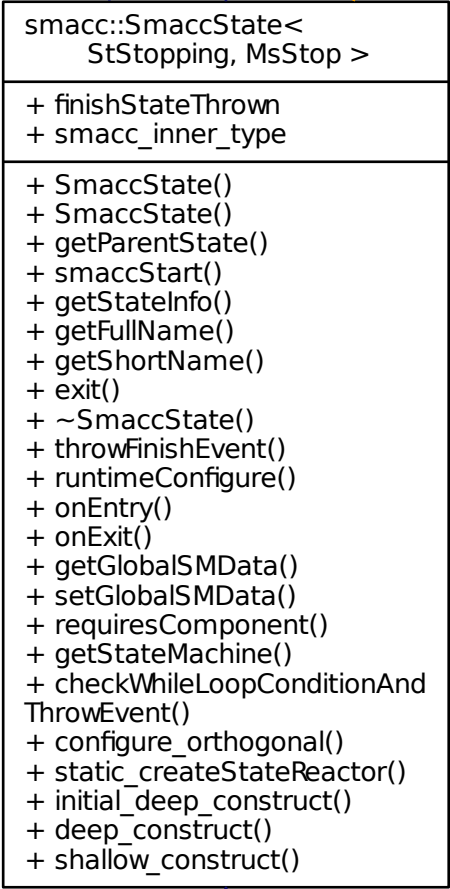 smacc::SmaccState<
StStopping, MsStop >
+ finishStateThrown
+ smacc_inner_type
+ SmaccState()
+ SmaccState()
+ getParentState()
+ smaccStart()
+ getStateInfo()
+ getFullName()
+ getShortName()
+ exit()
+ ~SmaccState()
+ throwFinishEvent()
+ runtimeConfigure()
+ onEntry()
+ onExit()
+ getGlobalSMData()
+ setGlobalSMData()
+ requiresComponent()
+ getStateMachine()
+ checkWhileLoopConditionAnd
ThrowEvent()
+ configure_orthogonal()
+ static_createStateReactor()
+ initial_deep_construct()
+ deep_construct()
+ shallow_construct()